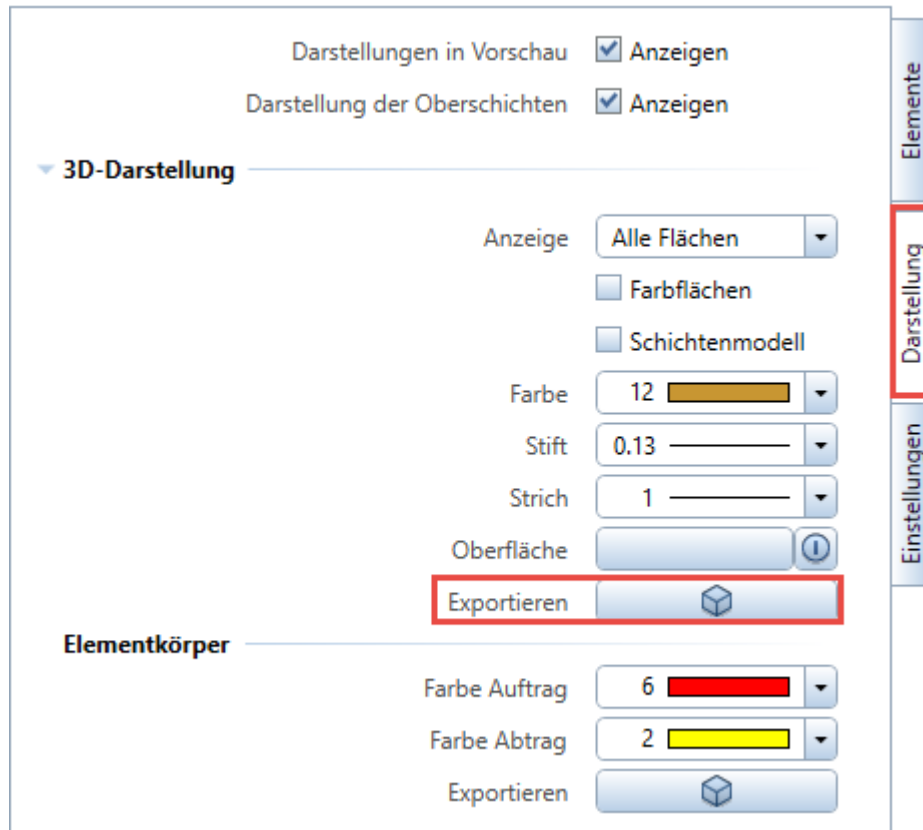 Darstellungen in Vorschau Anzeigen
Darstellung der Oberschichten Anzeigen
3D-Darstellung
Anzeige Alle Flächen
Farbflächen
Schichtenmodell
Farbe 12
Stift 0.13
Strich 1
Oberfläche
Exportieren
Elementkörper
Farbe Auftrag 6
Farbe Abtrag 2
Exportieren
Elemente
Darstellung
Einstellungen